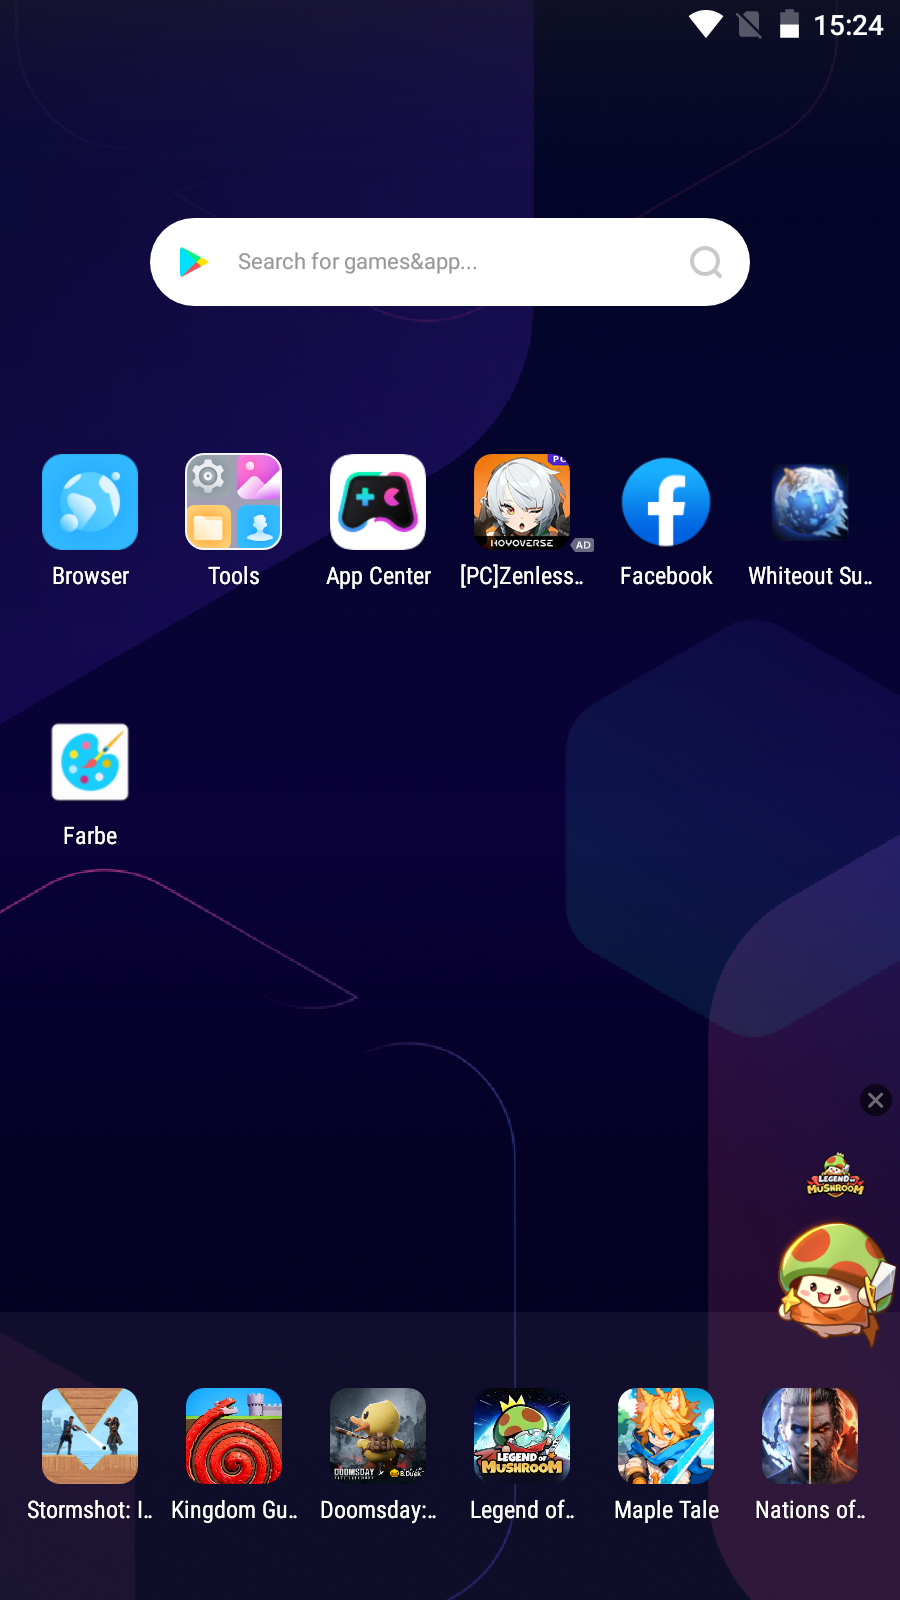 15:24
Search for games&app...
PC
HOYOVERSE
AD
Browser
Tools
App Center
[PC]Zenless..
Facebook
Whiteout Su..
Farbe
LEGEND OF
MUSHROOM
DOOMSDAY
B.Duck
LEGEND OF
MUSHROOM
Stormshot: I..
Kingdom Gu..
Doomsday:..
Legend of..
Maple Tale
Nations of..